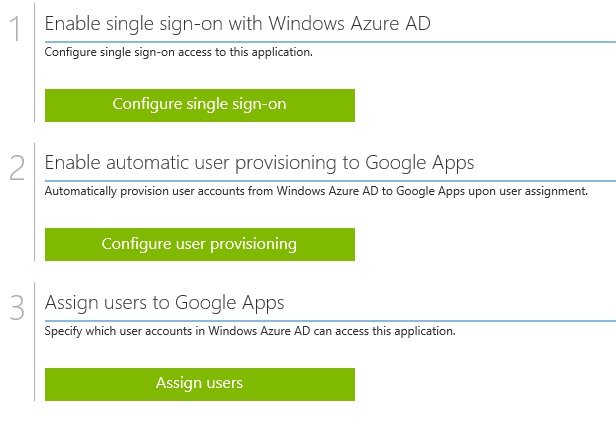 1
Enable single sign-on with Windows Azure AD
Configure single sign-on access to this application.
Configure single sign-on
2
Enable automatic user provisioning to Google Apps
Automatically provision user accounts from Windows Azure AD to Google Apps upon user assignment.
Configure user provisioning
3
Assign users to Google Apps
Specify which user accounts in Windows Azure AD can access this application.
Assign users